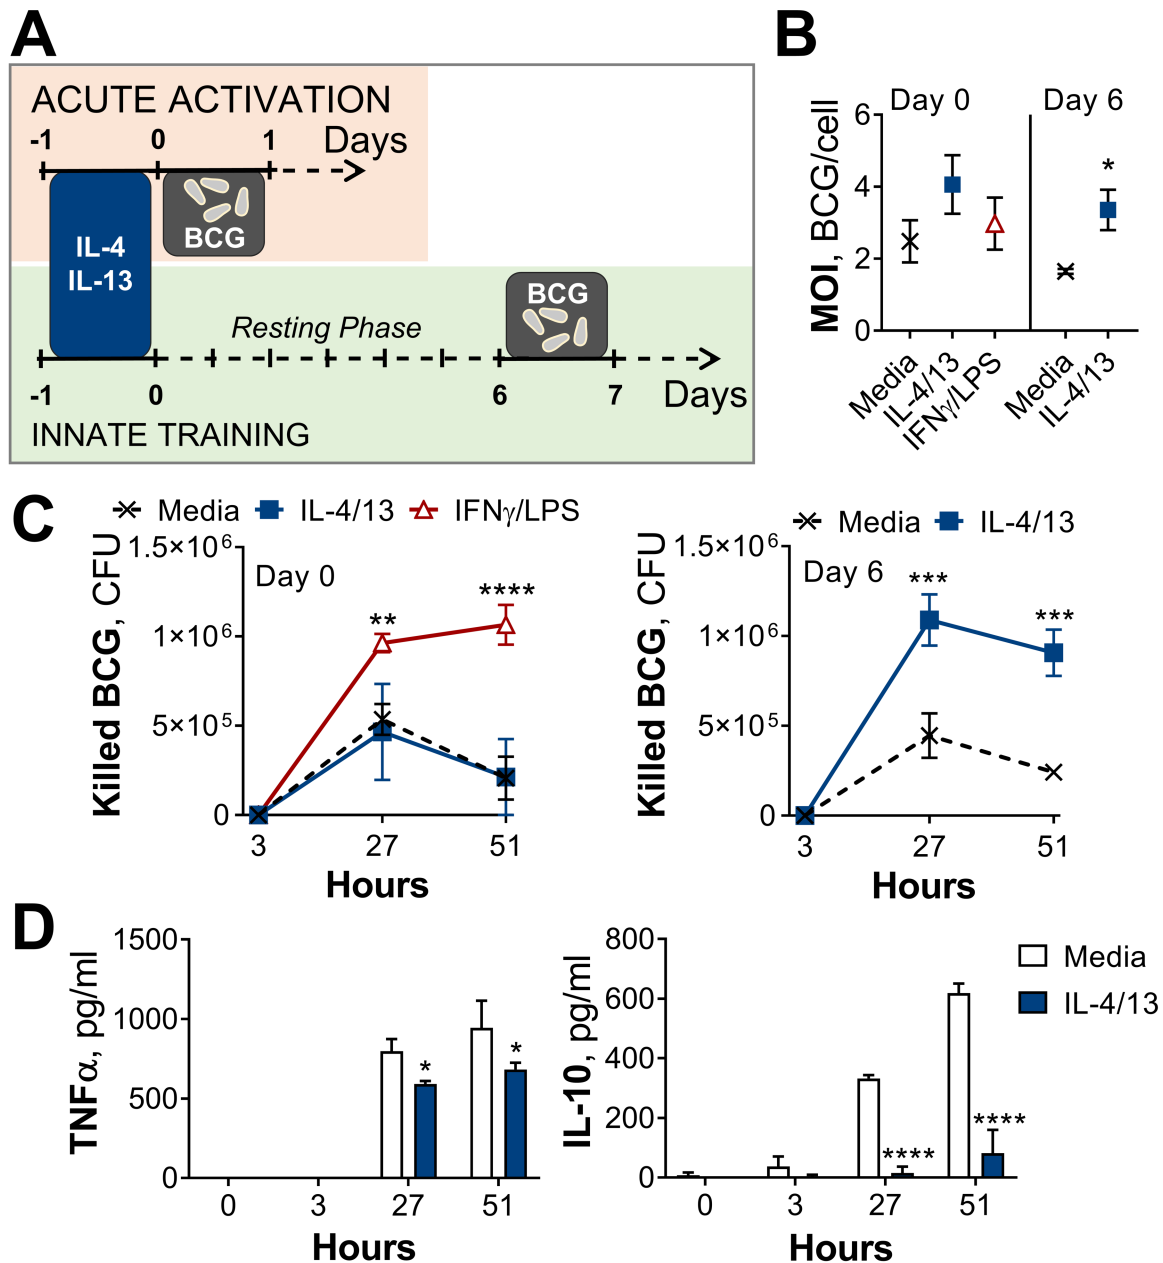 A
ACUTE ACTIVATION
-1 0 1 Days
IL-4
IL-13
BCG
BCG
Resting Phase
-1 0 6 7 Days
INNATE TRAINING
B
Day 0 Day 6
MOI, BCG/cell
6
4
2
0
*
Media
IL-4/13
IFNγ/LPS
Media
IL-4/13
C
Media IL-4/13 IFNγ/LPS
Killed BCG, CFU
1.5×10⁶
1×10⁶
5×10⁵
0
Day 0
**
****
3 27 51
Hours
Media IL-4/13
Killed BCG, CFU
1.5×10⁶
1×10⁶
5×10⁵
0
Day 6
***
***
3 27 51
Hours
D
TNFα, pg/ml
1500
1000
500
0
*
*
0 3 27 51
Hours
IL-10, pg/ml
800
600
400
200
0
****
****
0 3 27 51
Hours
Media
IL-4/13